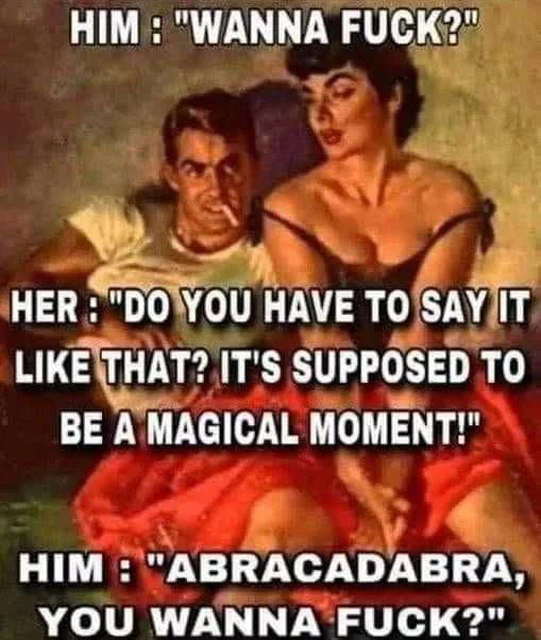 HIM : "WANNA FUCK?"
HER : "DO YOU HAVE TO SAY IT
LIKE THAT? IT'S SUPPOSED TO
BE A MAGICAL MOMENT!"
HIM : "ABRACADABRA,
YOU WANNA FUCK?"